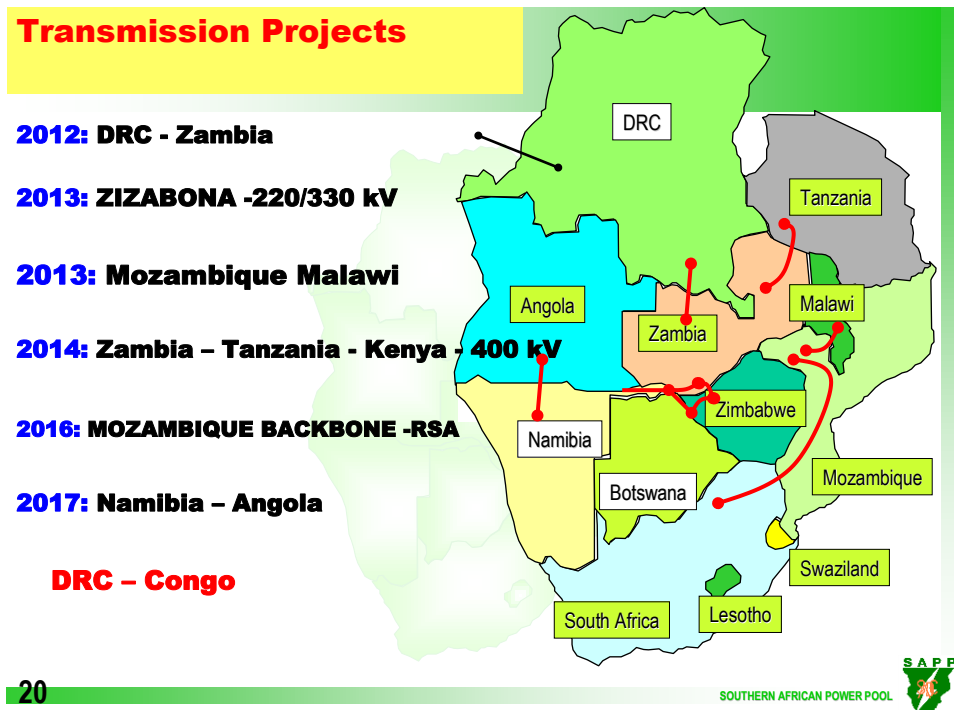 Transmission Projects
2012: DRC - Zambia
2013: ZIZABONA -220/330 kV
2013: Mozambique Malawi
2014: Zambia – Tanzania - Kenya - 400 kV
2016: MOZAMBIQUE BACKBONE -RSA
2017: Namibia – Angola
DRC – Congo
DRC
Tanzania
Angola
Malawi
Zambia
Zimbabwe
Namibia
Mozambique
Botswana
Swaziland
South Africa
Lesotho
20
SOUTHERN AFRICAN POWER POOL
S A P P